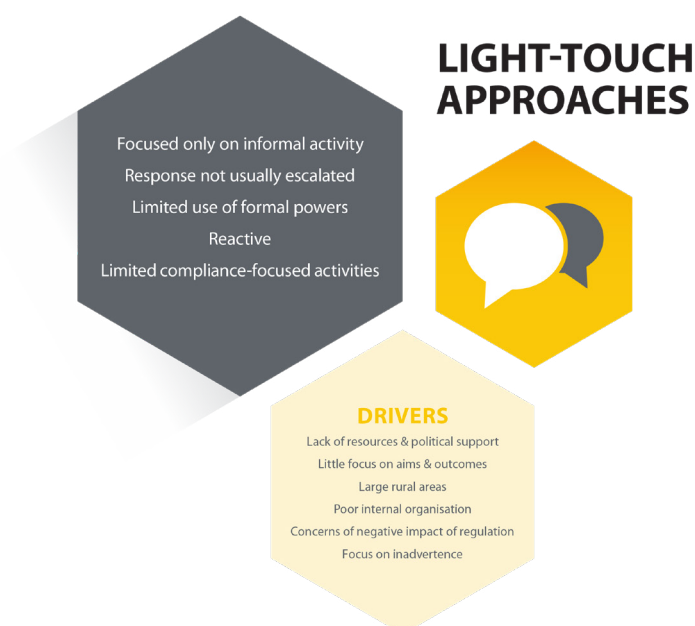 LIGHT-TOUCH
APPROACHES
Focused only on informal activity
Response not usually escalated
Limited use of formal powers
Reactive
Limited compliance-focused activities
DRIVERS
Lack of resources & political support
Little focus on aims & outcomes
Large rural areas
Poor internal organisation
Concerns of negative impact of regulation
Focus on inadvertence